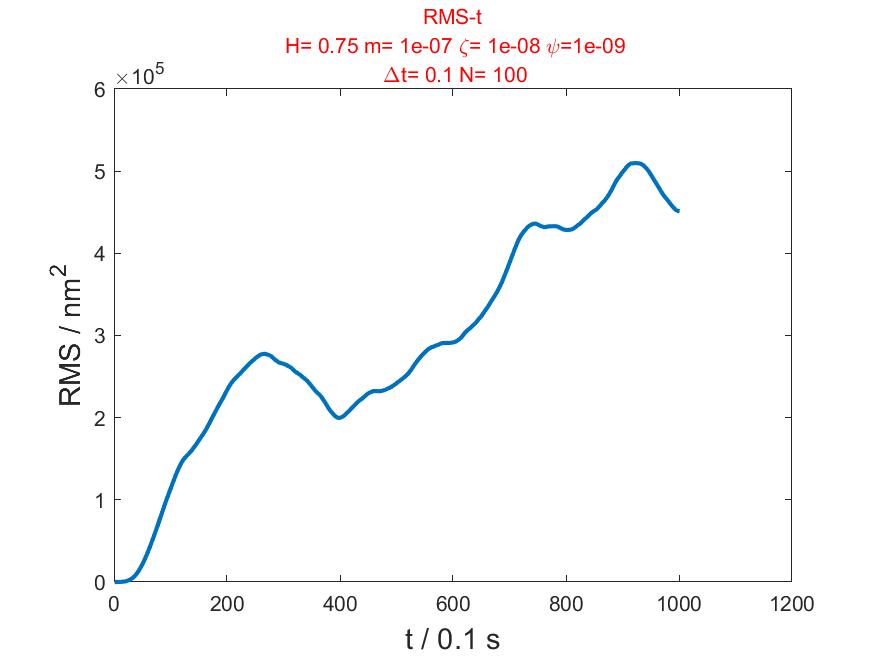 RMS-t
H= 0.75 m= 1e-07 ζ= 1e-08 ψ=1e-09
Δt= 0.1 N= 100
×10^5
6
5
4
3
2
1
0
RMS / nm^2
0 200 400 600 800 1000 1200
t / 0.1 s